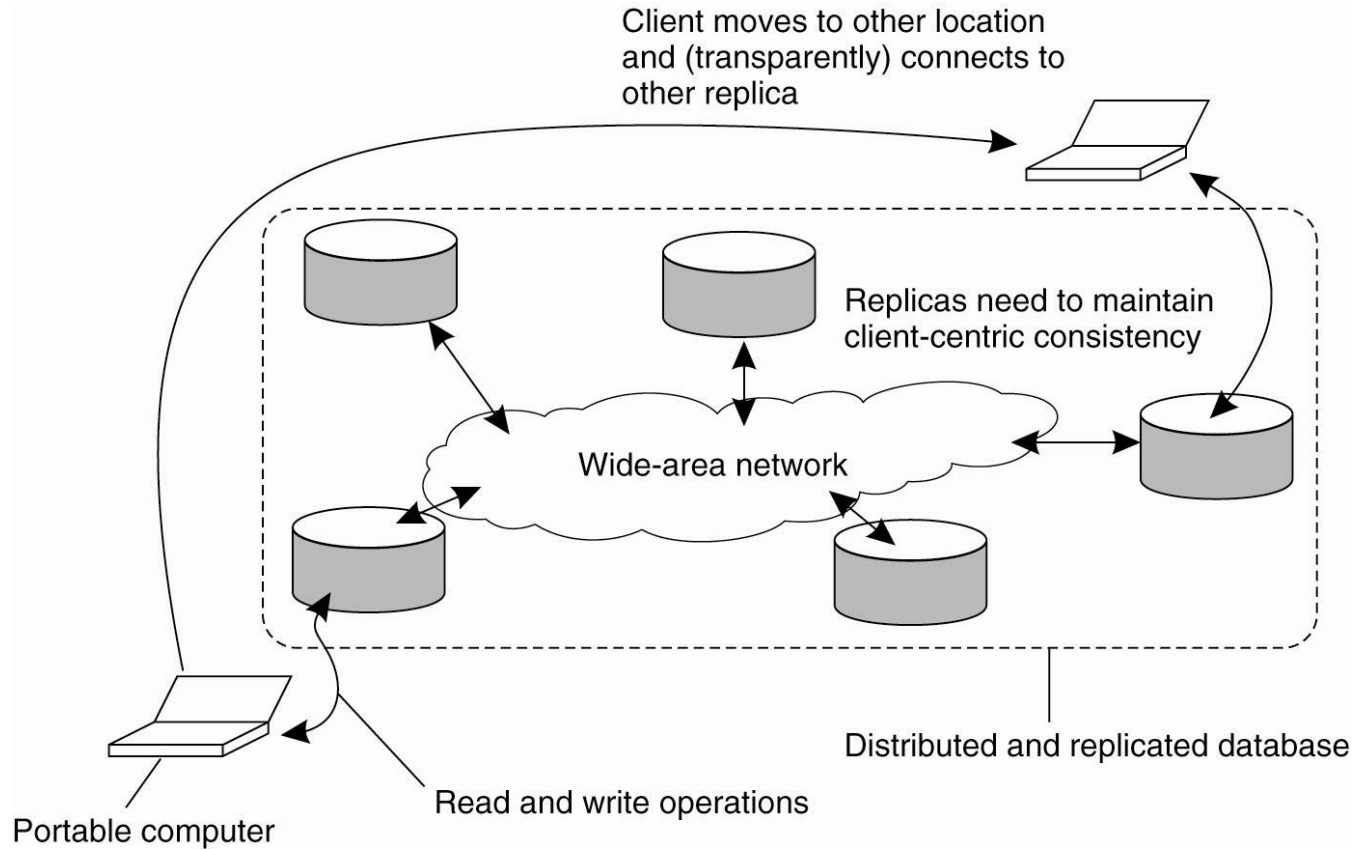 Client moves to other location
and (transparently) connects to
other replica
Replicas need to maintain
client-centric consistency
Wide-area network
Distributed and replicated database
Read and write operations
Portable computer